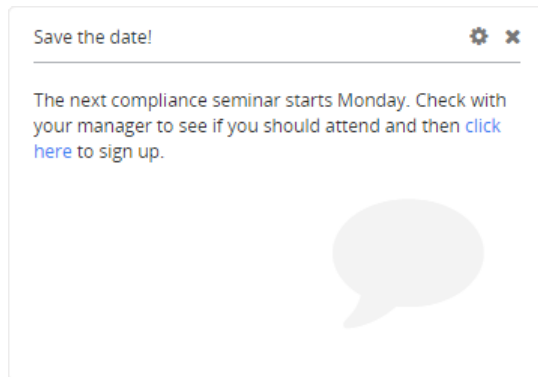 Save the date!
The next compliance seminar starts Monday. Check with
your manager to see if you should attend and then click
here to sign up.